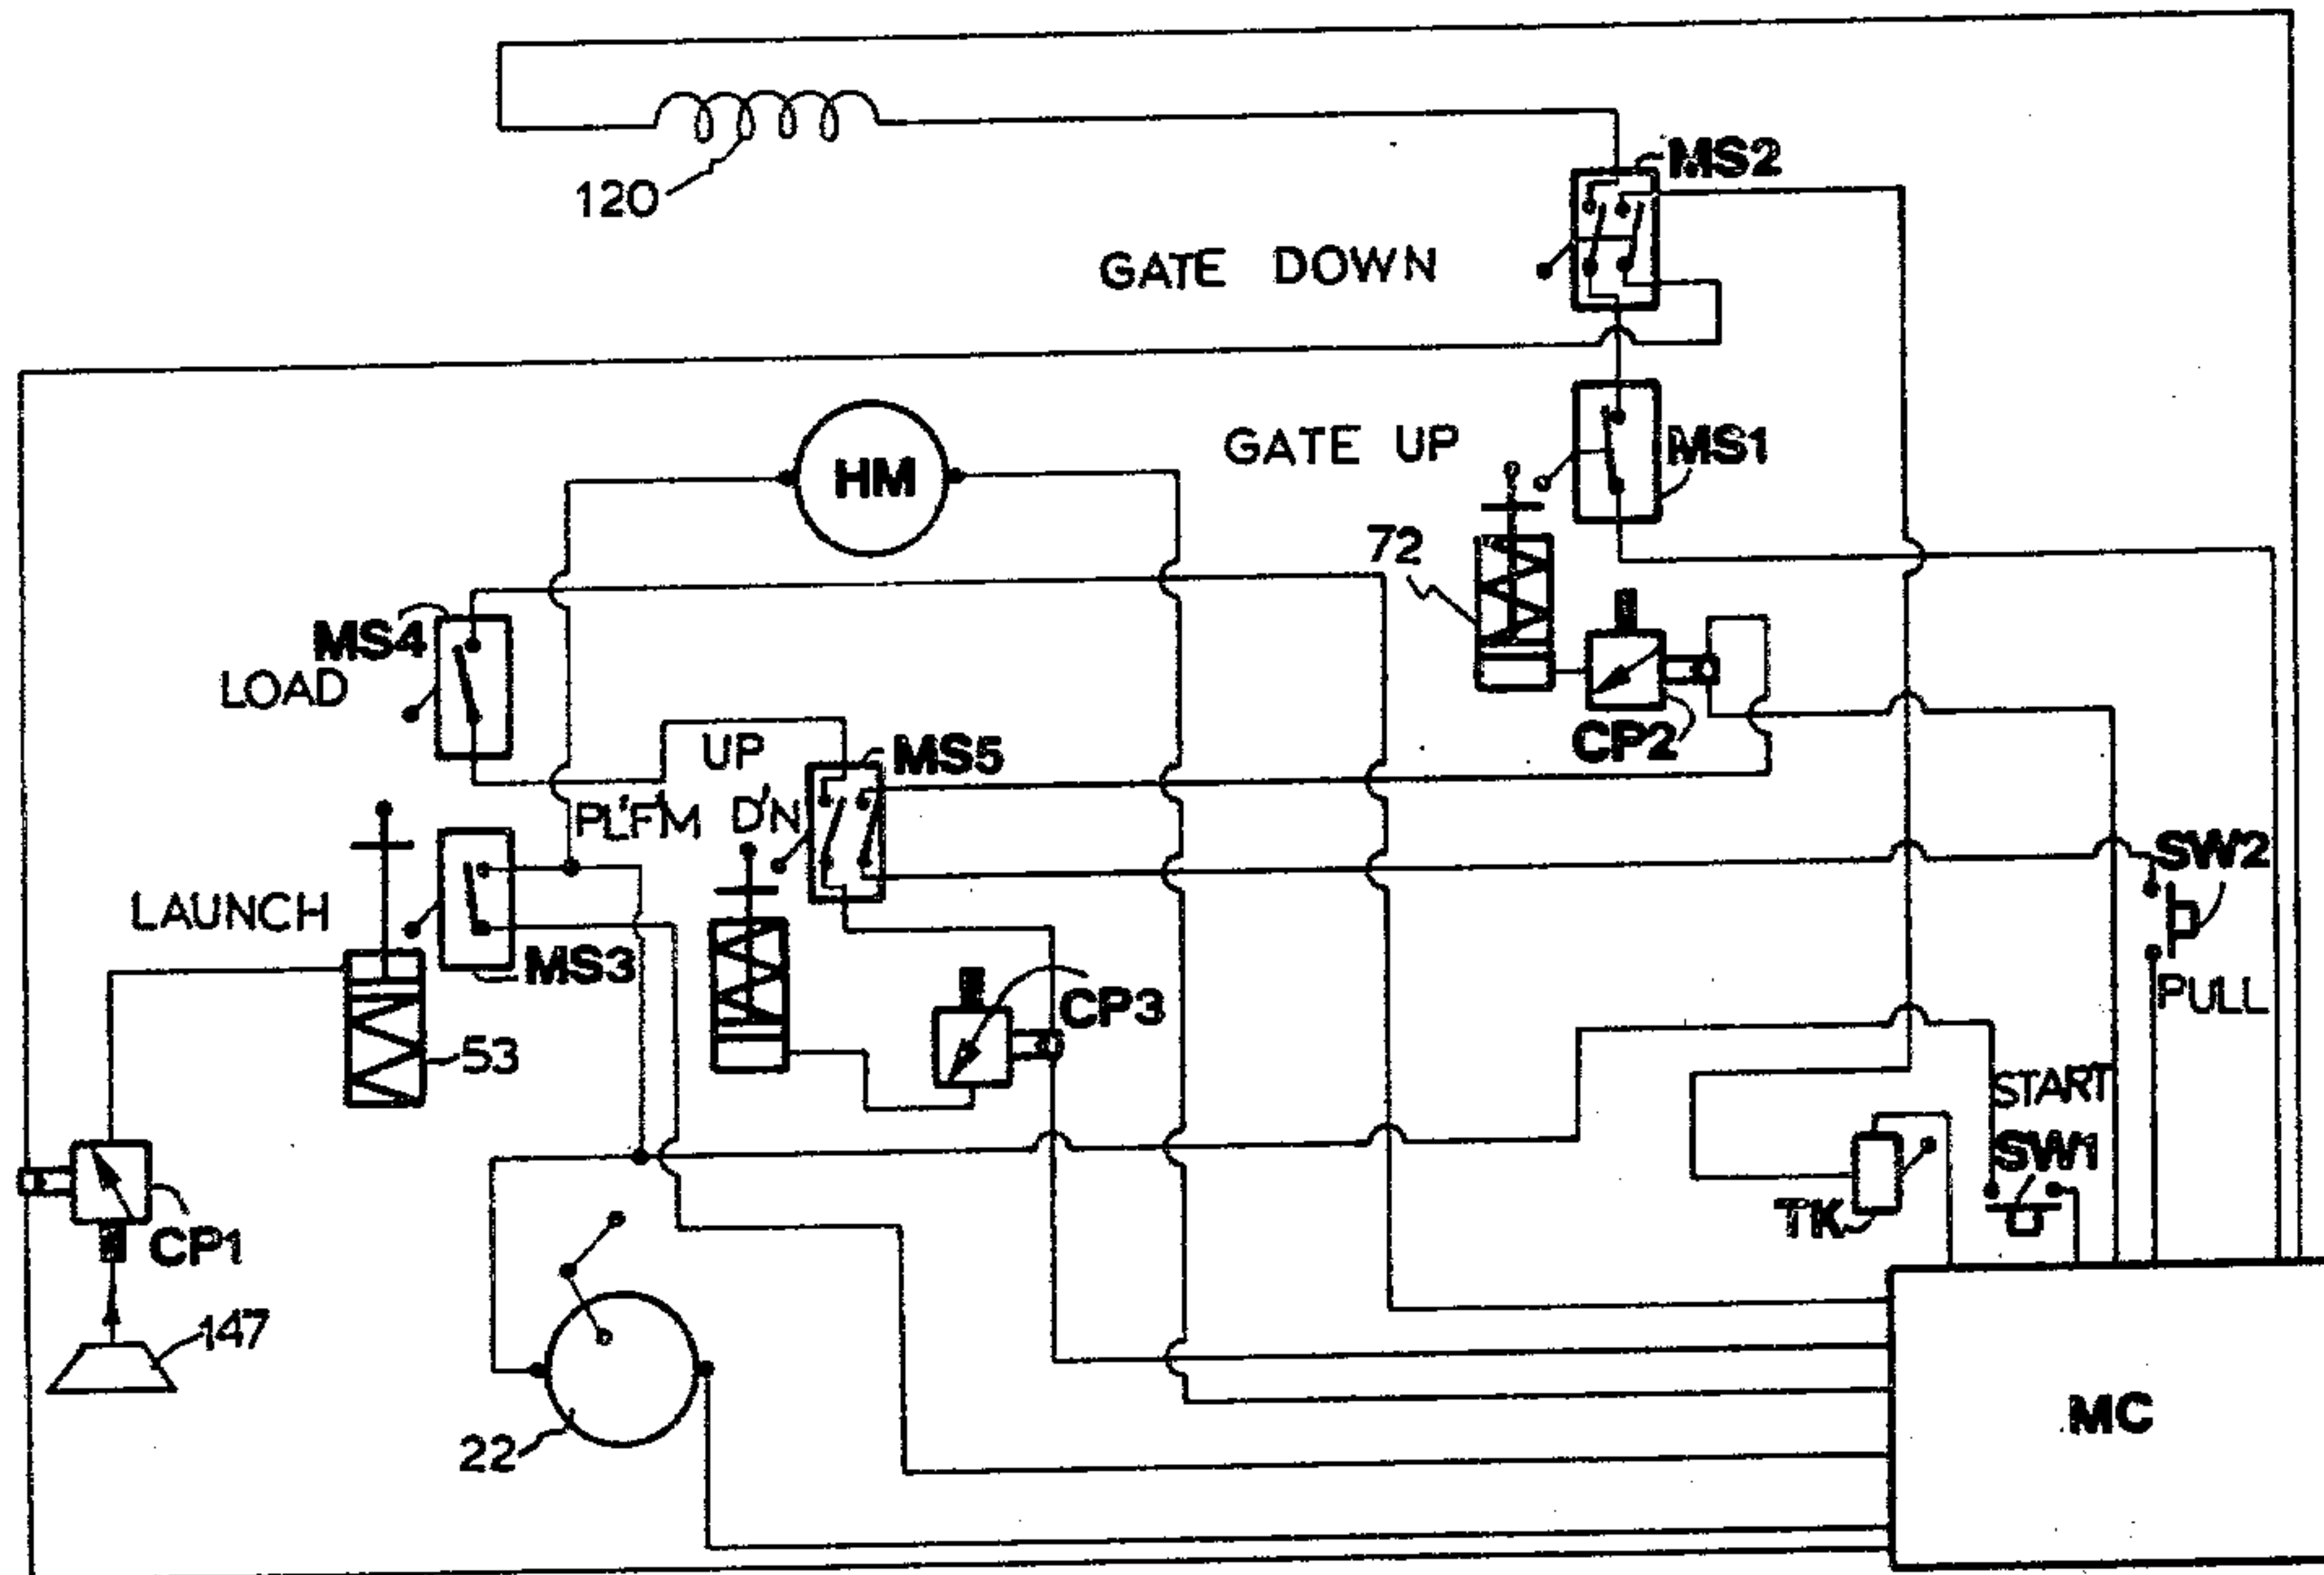 MS2
120
GATE DOWN
HM
GATE UP
MS1
72
MS4
LOAD
CP2
UP
MS5
PL'F'M D'N
SW2
LAUNCH
MS3
PULL
CP3
53
START
SW1
TK
CP1
147
22
MC